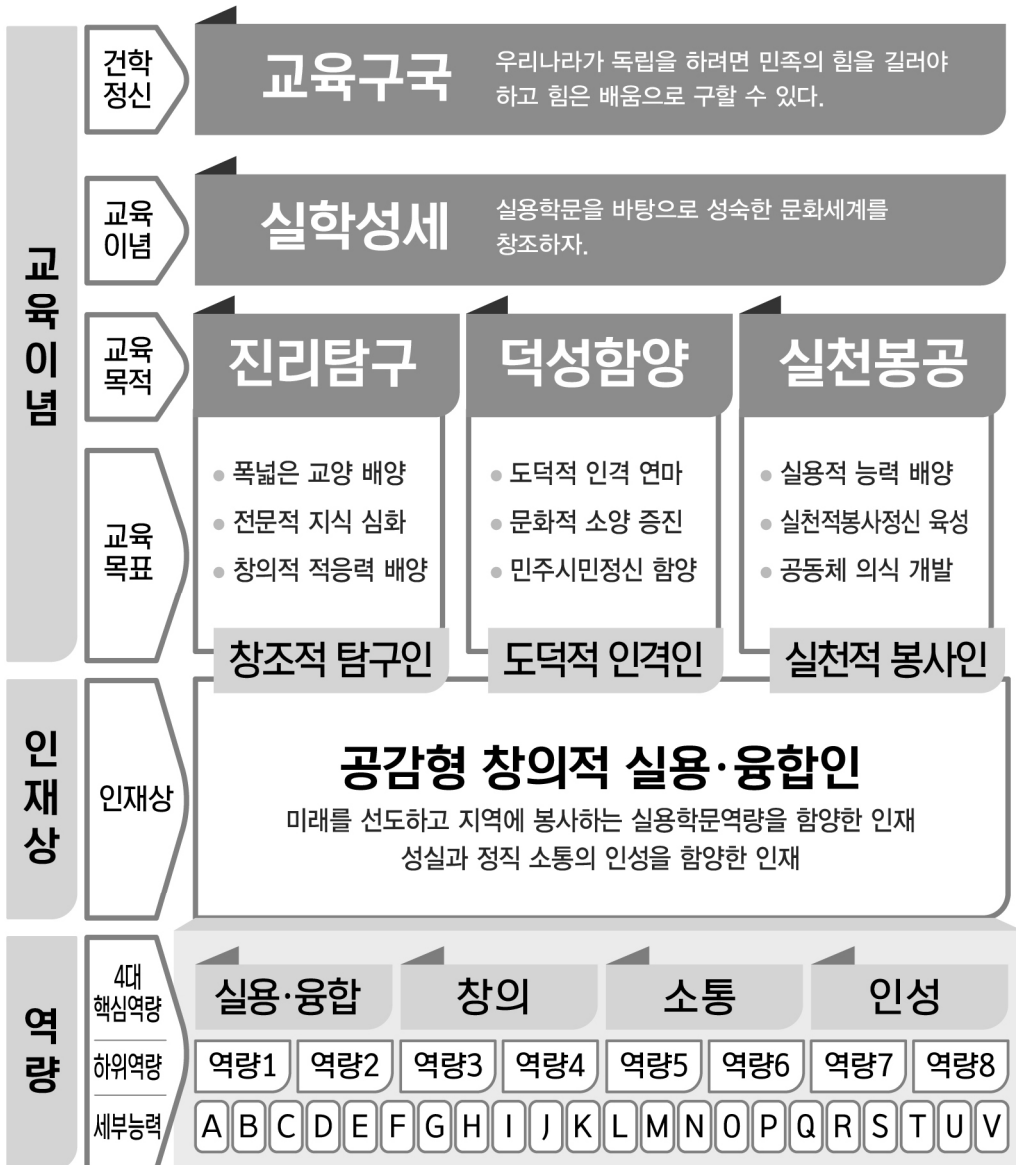 교육이념
건학
정신
교육구국
우리나라가 독립을 하려면 민족의 힘을 길러야
하고 힘은 배움으로 구할 수 있다.
교육
이념
실학성세
실용학문을 바탕으로 성숙한 문화세계를
창조하자.
교육
목적
진리탐구
덕성함양
실천봉공
교육
목표
폭넓은 교양 배양
전문적 지식 심화
창의적 적응력 배양
도덕적 인격 연마
문화적 소양 증진
민주시민정신 함양
실용적 능력 배양
실천적봉사정신 육성
공동체 의식 개발
창조적 탐구인
도덕적 인격인
실천적 봉사인
인재상
인재상
공감형 창의적 실용·융합인
미래를 선도하고 지역에 봉사하는 실용학문역량을 함양한 인재
성실과 정직 소통의 인성을 함양한 인재
역량
4대
핵심역량
실용·융합
창의
소통
인성
하위역량
역량1 역량2 역량3 역량4 역량5 역량6 역량7 역량8
세부능력
A B C D E F G H I J K L M N O P Q R S T U V